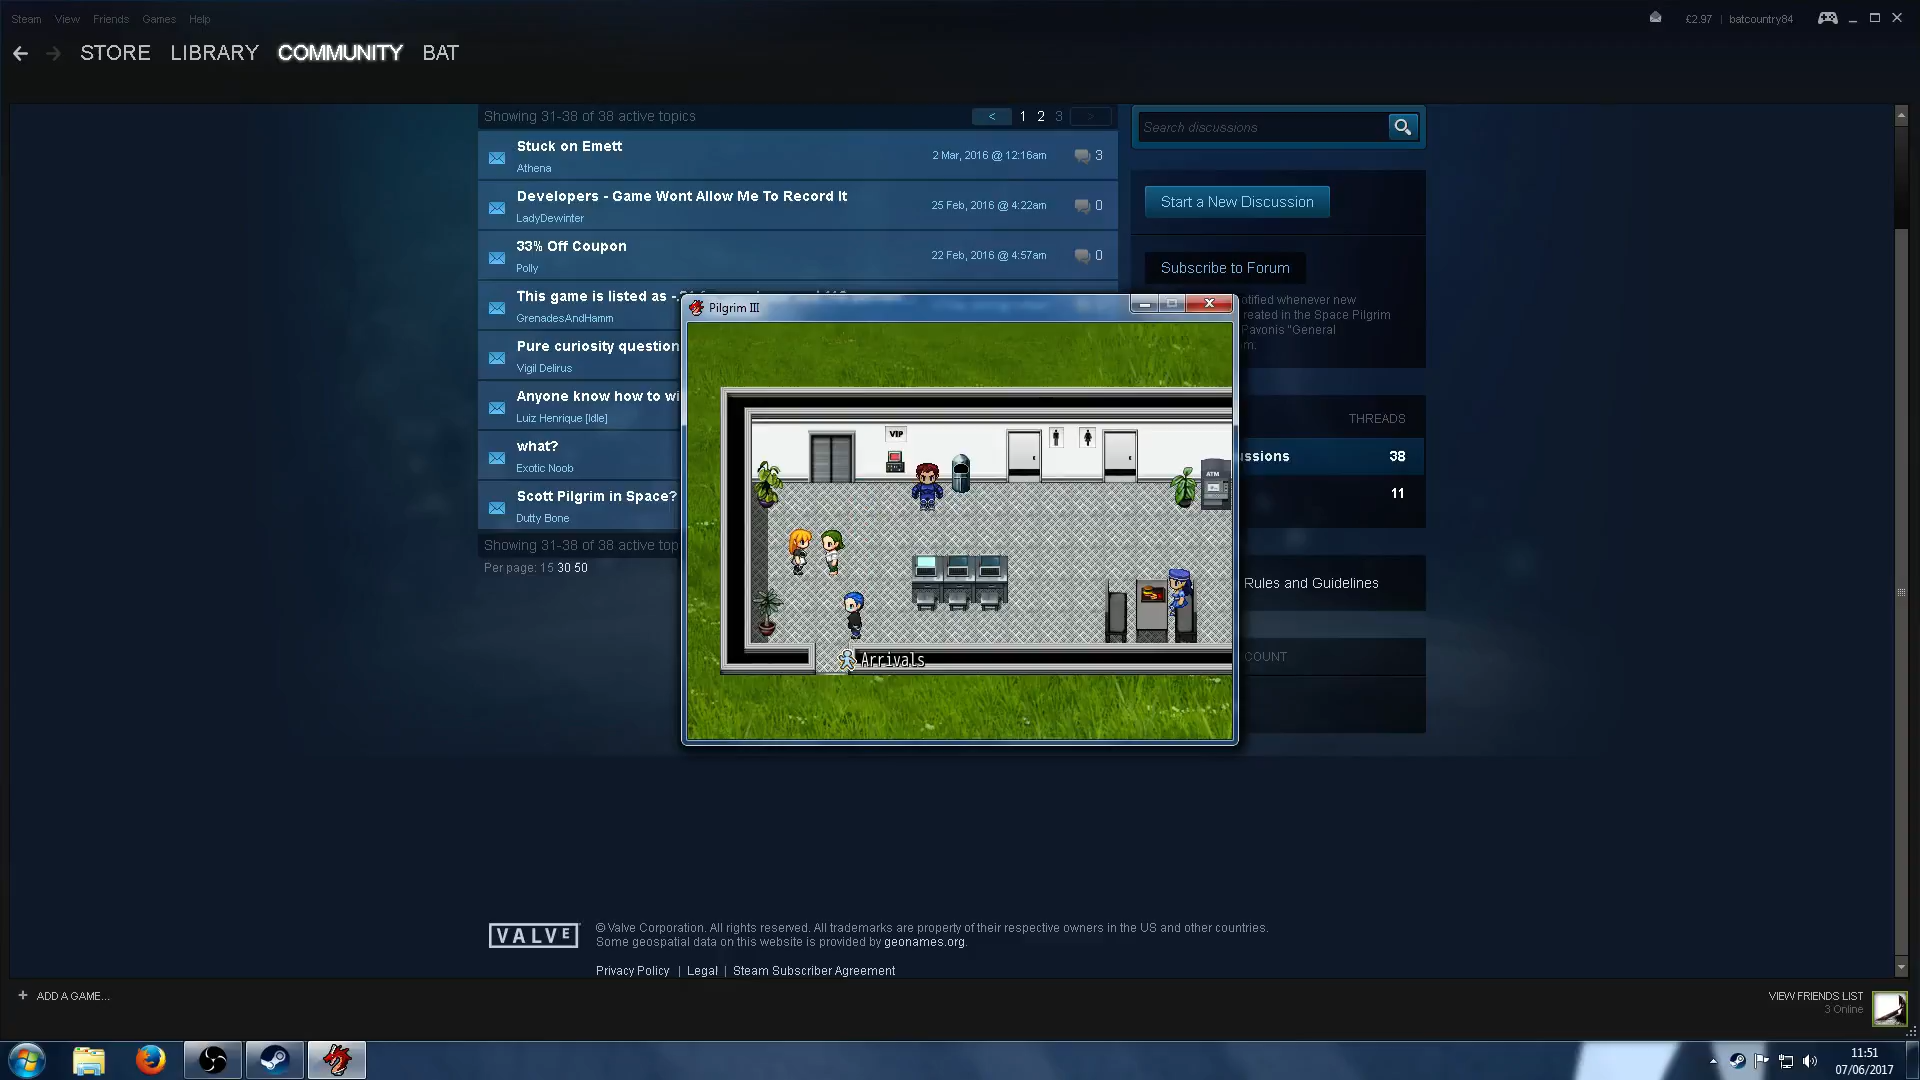 Steam View Friends Games Help
£2.97 | batcountry84
STORE LIBRARY COMMUNITY BAT
Showing 31-38 of 38 active topics
< 1 2 3 >
Search discussions
Stuck on Emett
2 Mar, 2016 @ 12:16am 3
Athena
Developers - Game Wont Allow Me To Record It
25 Feb, 2016 @ 4:22am 0
LadyDewinter
Start a New Discussion
33% Off Coupon
22 Feb, 2016 @ 4:57am 0
Polly
Subscribe to Forum
This game is listed as
GrenadesAndHamm
otified whenever new
reated in the Space Pilgrim
Pavonis "General
m.
Pilgrim III
Pure curiosity question
Vigil Delirus
Anyone know how to wi
Luiz Henrique [Idle]
THREADS
what?
Exotic Noob
ussions 38
11
Scott Pilgrim in Space?
Dutty Bone
VIP
ATM
Showing 31-38 of 38 active top
Per page: 15 30 50
Rules and Guidelines
COUNT
Arrivals
VALVE
© Valve Corporation. All rights reserved. All trademarks are property of their respective owners in the US and other countries.
Some geospatial data on this website is provided by geonames.org.
Privacy Policy | Legal | Steam Subscriber Agreement
+ ADD A GAME...
VIEW FRIENDS LIST
3 Online
11:51
07/06/2017